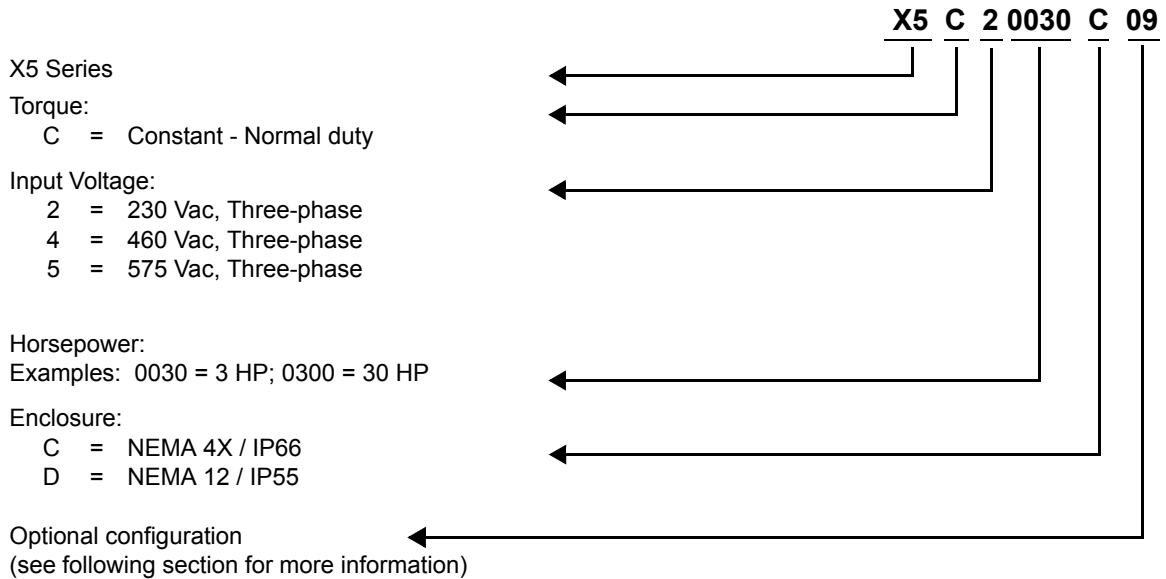 X5 C 2 0030 C 09
X5 Series
Torque:
C = Constant - Normal duty
Input Voltage:
2 = 230 Vac, Three-phase
4 = 460 Vac, Three-phase
5 = 575 Vac, Three-phase
Horsepower:
Examples: 0030 = 3 HP; 0300 = 30 HP
Enclosure:
C = NEMA 4X / IP66
D = NEMA 12 / IP55
Optional configuration
(see following section for more information)